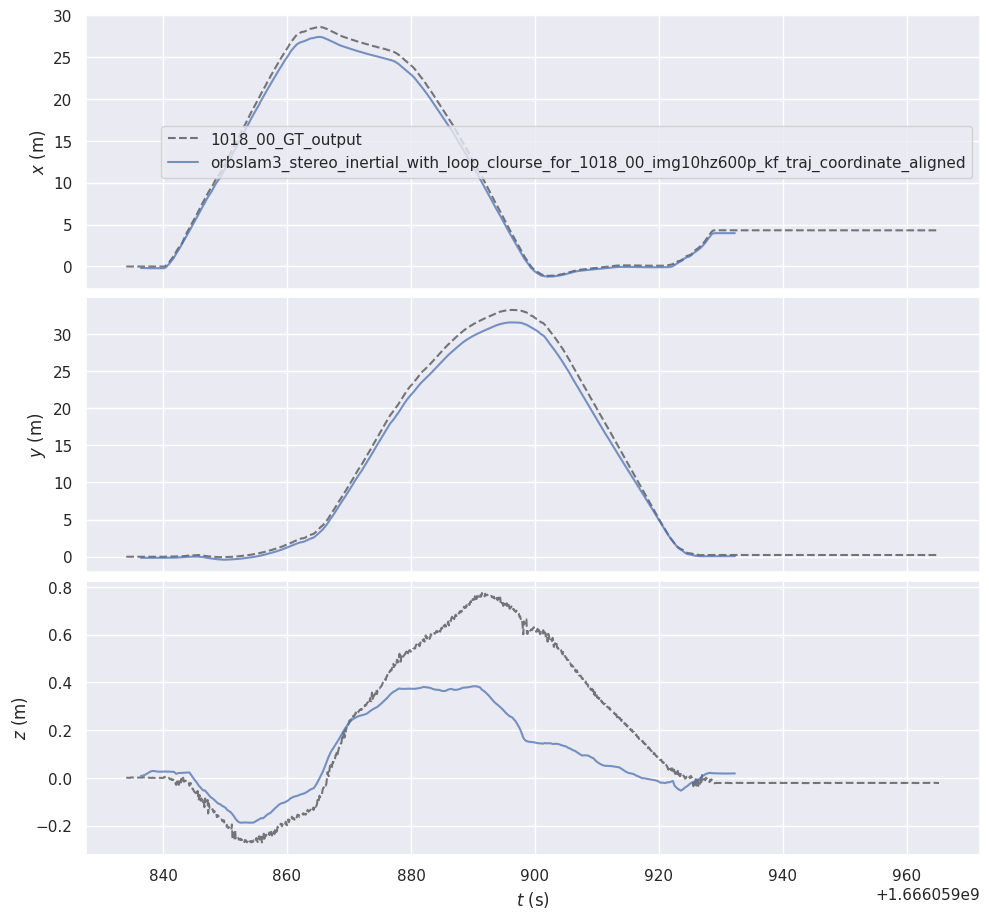 30
25
20
15
10
5
0
x (m)
1018_00_GT_output
orbslam3_stereo_inertial_with_loop_clourse_for_1018_00_img10hz600p_kf_traj_coordinate_aligned
30
25
20
15
10
5
0
y (m)
0.8
0.6
0.4
0.2
0.0
−0.2
z (m)
840 860 880 900 920 940 960
t (s)
+1.666059e9